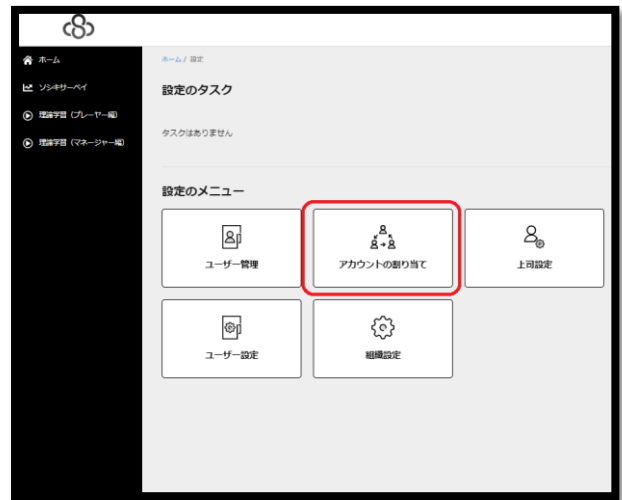 ホーム
ソシキサーベイ
理論学習（プレーヤー編）
理論学習（マネージャー編）
ホーム / 設定
設定のタスク
タスクはありません
設定のメニュー
ユーザー管理
アカウントの割り当て
上司設定
ユーザー設定
組織設定